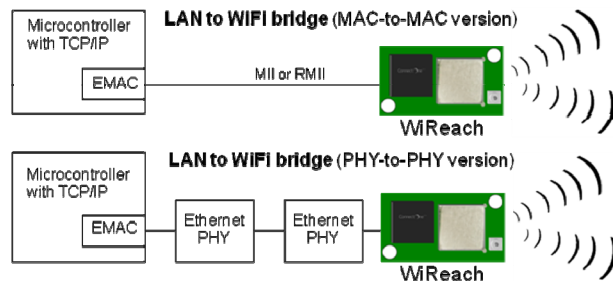 Microcontroller
with TCP/IP
LAN to WIFI bridge (MAC-to-MAC version)
EMAC
MII or RMII
WiReach
Microcontroller
with TCP/IP
LAN to WiFi bridge (PHY-to-PHY version)
EMAC
Ethernet
PHY
Ethernet
PHY
WiReach